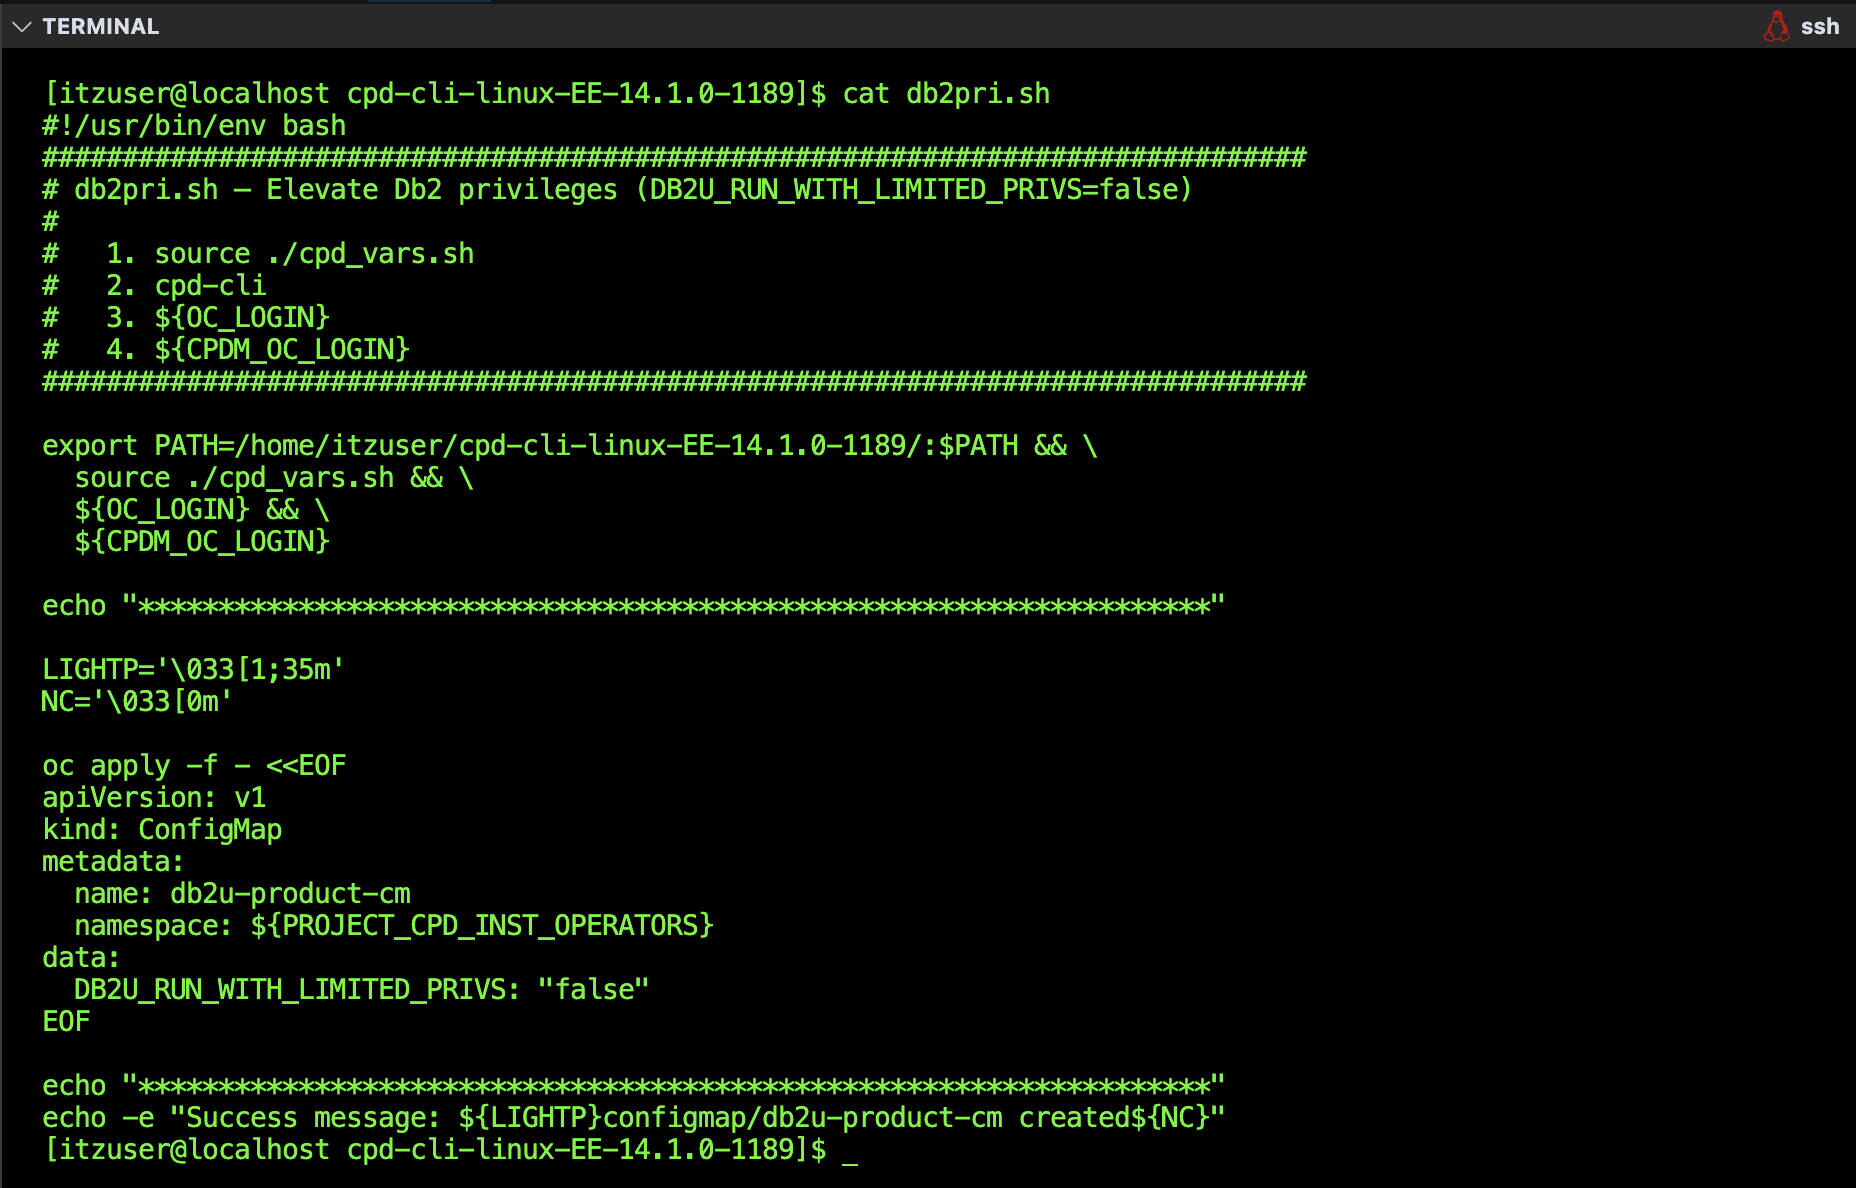 TERMINAL
ssh
[itzuser@localhost cpd-cli-linux-EE-14.1.0-1189]$ cat db2pri.sh
#!/usr/bin/env bash
###############################################################################
# db2pri.sh – Elevate Db2 privileges (DB2U_RUN_WITH_LIMITED_PRIVS=false)
#
#   1. source ./cpd_vars.sh
#   2. cpd-cli
#   3. ${OC_LOGIN}
#   4. ${CPDM_OC_LOGIN}
###############################################################################

export PATH=/home/itzuser/cpd-cli-linux-EE-14.1.0-1189/:$PATH && \
  source ./cpd_vars.sh && \
  ${OC_LOGIN} && \
  ${CPDM_OC_LOGIN}

echo "*******************************************************************"

LIGHTP='\033[1;35m'
NC='\033[0m'

oc apply -f - <<EOF
apiVersion: v1
kind: ConfigMap
metadata:
  name: db2u-product-cm
  namespace: ${PROJECT_CPD_INST_OPERATORS}
data:
  DB2U_RUN_WITH_LIMITED_PRIVS: "false"
EOF

echo "*******************************************************************"
echo -e "Success message: ${LIGHTP}configmap/db2u-product-cm created${NC}"
[itzuser@localhost cpd-cli-linux-EE-14.1.0-1189]$ _